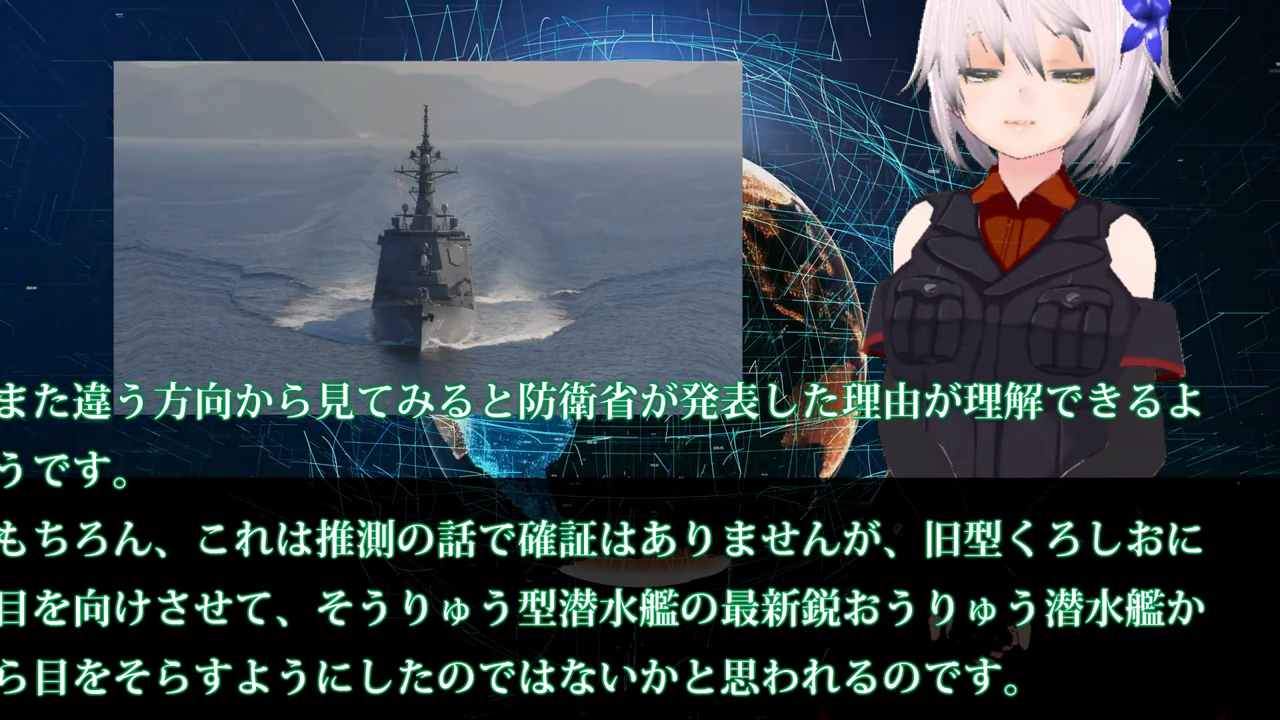 また違う方向から見てみると防衛省が発表した理由が理解できるよ
うです。
もちろん、これは推測の話で確証はありませんが、旧型くろしおに
目を向けさせて、そうりゅう型潜水艦の最新鋭おうりゅう潜水艦か
ら目をそらすようにしたのではないかと思われるのです。